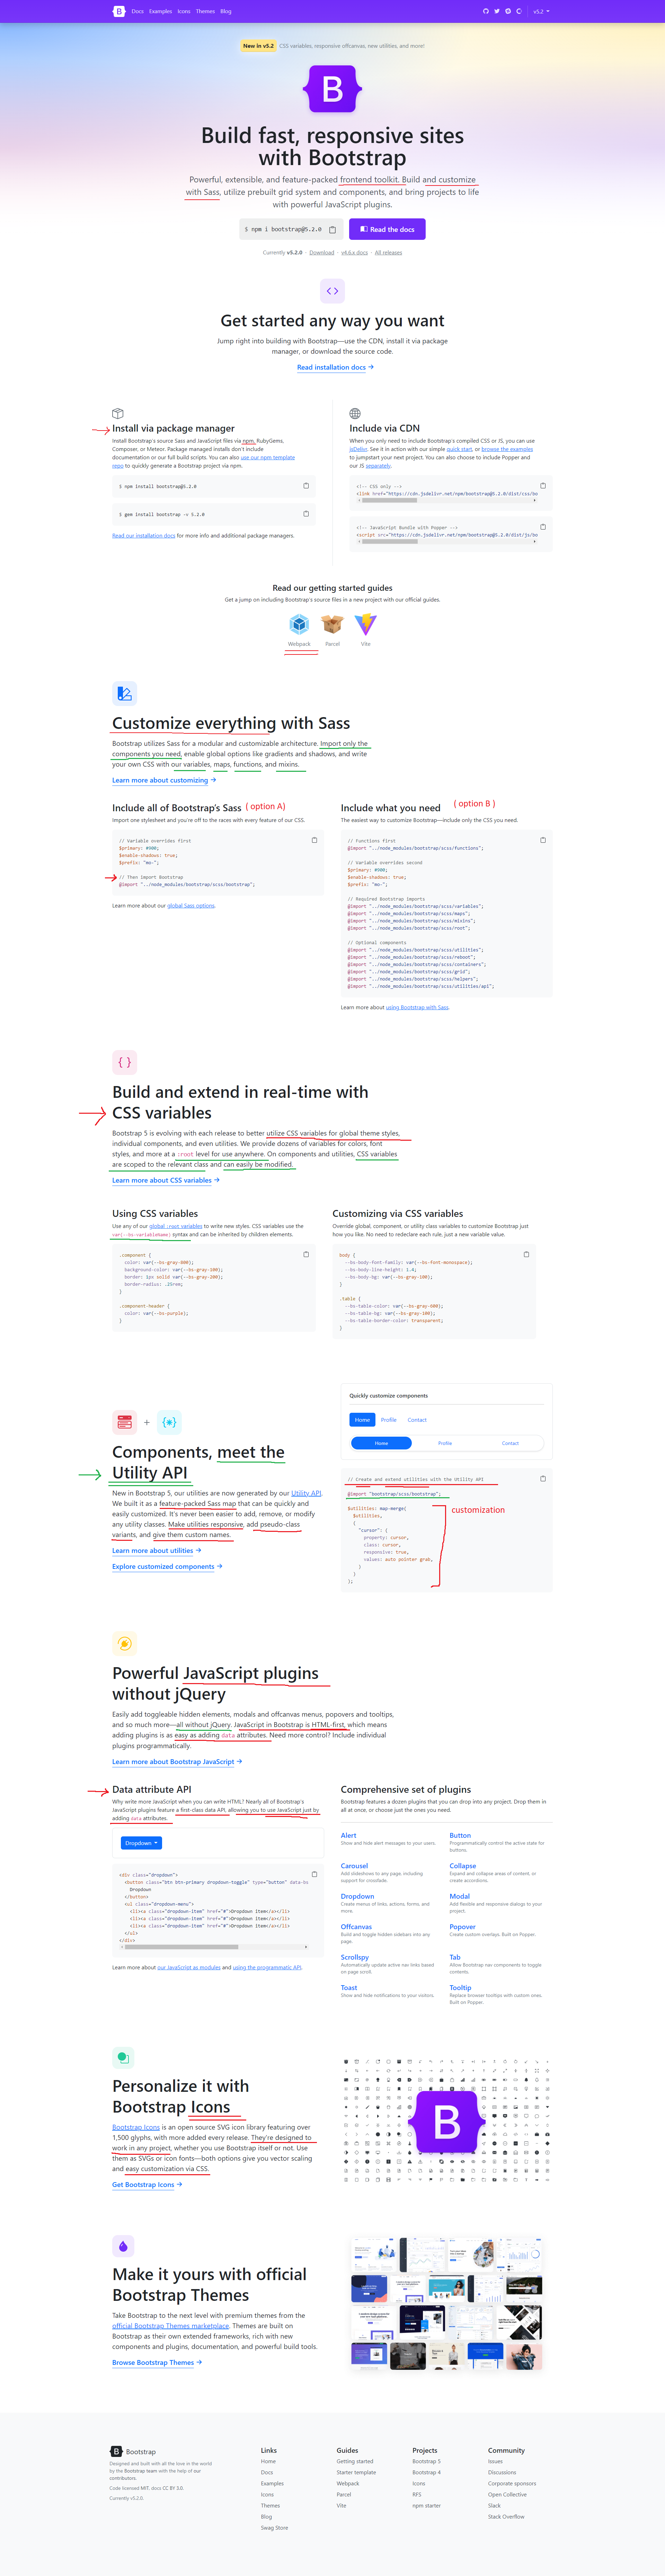 B Docs Examples Icons Themes Blog v5.2
New in v5.2 CSS variables, responsive offcanvas, new utilities, and more!
B
Build fast, responsive sites
with Bootstrap
Powerful, extensible, and feature-packed frontend toolkit. Build and customize
with Sass, utilize prebuilt grid system and components, and bring projects to life
with powerful JavaScript plugins.
$ npm i bootstrap@5.2.0 Read the docs
Currently v5.2.0 · Download · v4.6.x docs · All releases
Get started any way you want
Jump right into building with Bootstrap—use the CDN, install it via package
manager, or download the source code.
Read installation docs
Install via package manager
Install Bootstrap's source Sass and JavaScript files via npm, RubyGems,
Composer, or Meteor. Package managed installs don't include
documentation or our full build scripts. You can also use our npm template
repo to quickly generate a Bootstrap project via npm.
$ npm install bootstrap@5.2.0
$ gem install bootstrap -v 5.2.0
Read our installation docs for more info and additional package managers.
Include via CDN
When you only need to include Bootstrap's compiled CSS or JS, you can use
jsDelivr. See it in action with our simple quick start, or browse the examples
to jumpstart your next project. You can also choose to include Popper and
our JS separately.
<!-- CSS only -->
<link href="https://cdn.jsdelivr.net/npm/bootstrap@5.2.0/dist/css/bo
<!-- JavaScript Bundle with Popper -->
<script src="https://cdn.jsdelivr.net/npm/bootstrap@5.2.0/dist/js/bo
Read our getting started guides
Get a jump on including Bootstrap's source files in a new project with our official guides.
Webpack Parcel Vite
Customize everything with Sass
Bootstrap utilizes Sass for a modular and customizable architecture. Import only the
components you need, enable global options like gradients and shadows, and write
your own CSS with our variables, maps, functions, and mixins.
Learn more about customizing
Include all of Bootstrap's Sass ( option A)
Import one stylesheet and you're off to the races with every feature of our CSS.
// Variable overrides first
$primary: #900;
$enable-shadows: true;
$prefix: "mo-";
// Then import Bootstrap
@import "../node_modules/bootstrap/scss/bootstrap";
Learn more about our global Sass options.
Include what you need ( option B )
The easiest way to customize Bootstrap—include only the CSS you need.
// Functions first
@import "../node_modules/bootstrap/scss/functions";
// Variable overrides second
$primary: #900;
$enable-shadows: true;
$prefix: "mo-";
// Required Bootstrap imports
@import "../node_modules/bootstrap/scss/variables";
@import "../node_modules/bootstrap/scss/maps";
@import "../node_modules/bootstrap/scss/mixins";
@import "../node_modules/bootstrap/scss/root";
// Optional components
@import "../node_modules/bootstrap/scss/utilities";
@import "../node_modules/bootstrap/scss/reboot";
@import "../node_modules/bootstrap/scss/containers";
@import "../node_modules/bootstrap/scss/grid";
@import "../node_modules/bootstrap/scss/helpers";
@import "../node_modules/bootstrap/scss/utilities/api";
Learn more about using Bootstrap with Sass.
Build and extend in real-time with
CSS variables
Bootstrap 5 is evolving with each release to better utilize CSS variables for global theme styles,
individual components, and even utilities. We provide dozens of variables for colors, font
styles, and more at a :root level for use anywhere. On components and utilities, CSS variables
are scoped to the relevant class and can easily be modified.
Learn more about CSS variables
Using CSS variables
Use any of our global :root variables to write new styles. CSS variables use the
var(--bs-variableName) syntax and can be inherited by children elements.
.component {
color: var(--bs-gray-800);
background-color: var(--bs-gray-100);
border: 1px solid var(--bs-gray-200);
border-radius: .25rem;
}
.component-header {
color: var(--bs-purple);
}
Customizing via CSS variables
Override global, component, or utility class variables to customize Bootstrap just
how you like. No need to redeclare each rule, just a new variable value.
body {
--bs-body-font-family: var(--bs-font-monospace);
--bs-body-line-height: 1.4;
--bs-body-bg: var(--bs-gray-100);
}
.table {
--bs-table-color: var(--bs-gray-600);
--bs-table-bg: var(--bs-gray-100);
--bs-table-border-color: transparent;
}
+
Components, meet the
Utility API
New in Bootstrap 5, our utilities are now generated by our Utility API.
We built it as a feature-packed Sass map that can be quickly and
easily customized. It's never been easier to add, remove, or modify
any utility classes. Make utilities responsive, add pseudo-class
variants, and give them custom names.
Learn more about utilities
Explore customized components
Quickly customize components
Home Profile Contact
Home Profile Contact
// Create and extend utilities with the Utility API
@import "bootstrap/scss/bootstrap";
$utilities: map-merge(
$utilities,
(
"cursor": (
property: cursor,
class: cursor,
responsive: true,
values: auto pointer grab,
)
)
);
customization
Powerful JavaScript plugins
without jQuery
Easily add toggleable hidden elements, modals and offcanvas menus, popovers and tooltips,
and so much more—all without jQuery. JavaScript in Bootstrap is HTML-first, which means
adding plugins is as easy as adding data attributes. Need more control? Include individual
plugins programmatically.
Learn more about Bootstrap JavaScript
Data attribute API
Why write more JavaScript when you can write HTML? Nearly all of Bootstrap's
JavaScript plugins feature a first-class data API, allowing you to use JavaScript just by
adding data attributes.
Dropdown
<div class="dropdown">
<button class="btn btn-primary dropdown-toggle" type="button" data-bs
Dropdown
</button>
<ul class="dropdown-menu">
<li><a class="dropdown-item" href="#">Dropdown item</a></li>
<li><a class="dropdown-item" href="#">Dropdown item</a></li>
<li><a class="dropdown-item" href="#">Dropdown item</a></li>
</ul>
</div>
Learn more about our JavaScript as modules and using the programmatic API.
Comprehensive set of plugins
Bootstrap features a dozen plugins that you can drop into any project. Drop them in
all at once, or choose just the ones you need.
Alert
Show and hide alert messages to your users.
Button
Programmatically control the active state for
buttons.
Carousel
Add slideshows to any page, including
support for crossfade.
Collapse
Expand and collapse areas of content, or
create accordions.
Dropdown
Create menus of links, actions, forms, and
more.
Modal
Add flexible and responsive dialogs to your
project.
Offcanvas
Build and toggle hidden sidebars into any
page.
Popover
Create custom overlays. Built on Popper.
Scrollspy
Automatically update active nav links based
on page scroll.
Tab
Allow Bootstrap nav components to toggle
contents.
Toast
Show and hide notifications to your visitors.
Tooltip
Replace browser tooltips with custom ones.
Built on Popper.
Personalize it with
Bootstrap Icons
Bootstrap Icons is an open source SVG icon library featuring over
1,500 glyphs, with more added every release. They're designed to
work in any project, whether you use Bootstrap itself or not. Use
them as SVGs or icon fonts—both options give you vector scaling
and easy customization via CSS.
Get Bootstrap Icons
B
Make it yours with official
Bootstrap Themes
Take Bootstrap to the next level with premium themes from the
official Bootstrap Themes marketplace. Themes are built on
Bootstrap as their own extended frameworks, rich with new
components and plugins, documentation, and powerful build tools.
Browse Bootstrap Themes
B Bootstrap
Designed and built with all the love in the world
by the Bootstrap team with the help of our
contributors.
Code licensed MIT, docs CC BY 3.0.
Currently v5.2.0.
Links
Home
Docs
Examples
Icons
Themes
Blog
Swag Store
Guides
Getting started
Starter template
Webpack
Parcel
Vite
Projects
Bootstrap 5
Bootstrap 4
Icons
RFS
npm starter
Community
Issues
Discussions
Corporate sponsors
Open Collective
Slack
Stack Overflow